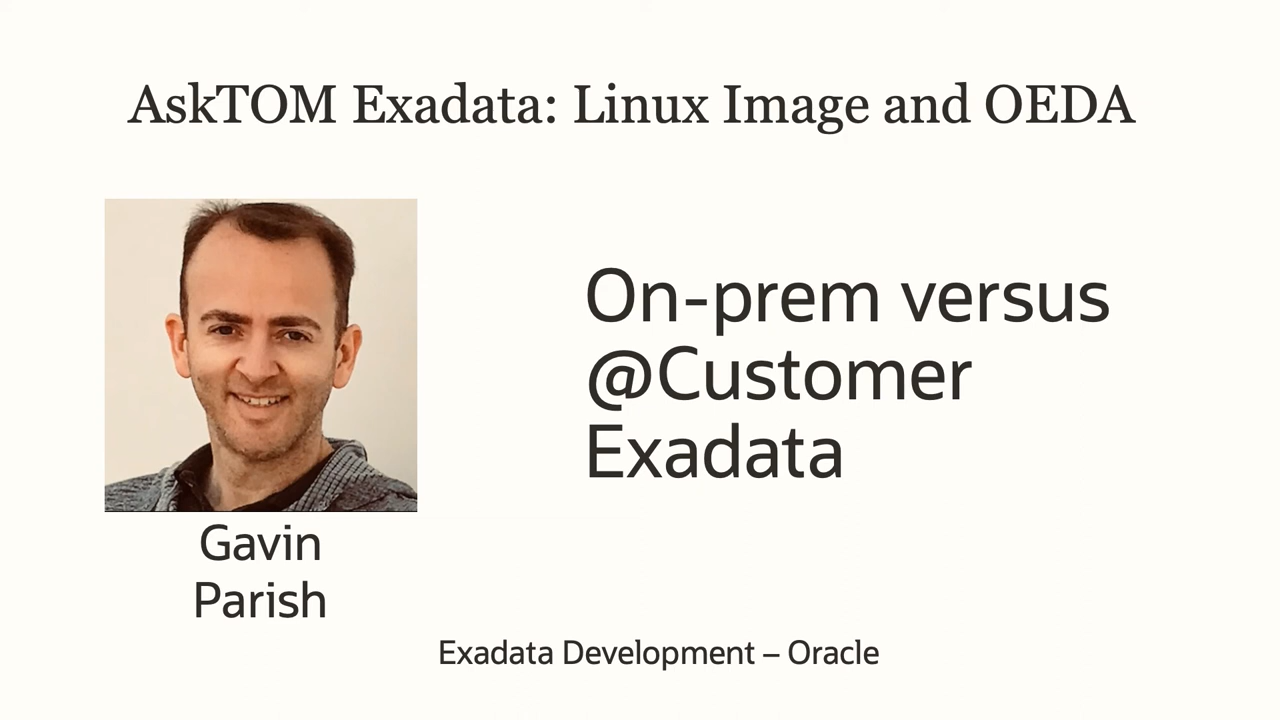 AskTOM Exadata: Linux Image and OEDA
On-prem versus
@Customer
Exadata
Gavin
Parish
Exadata Development – Oracle